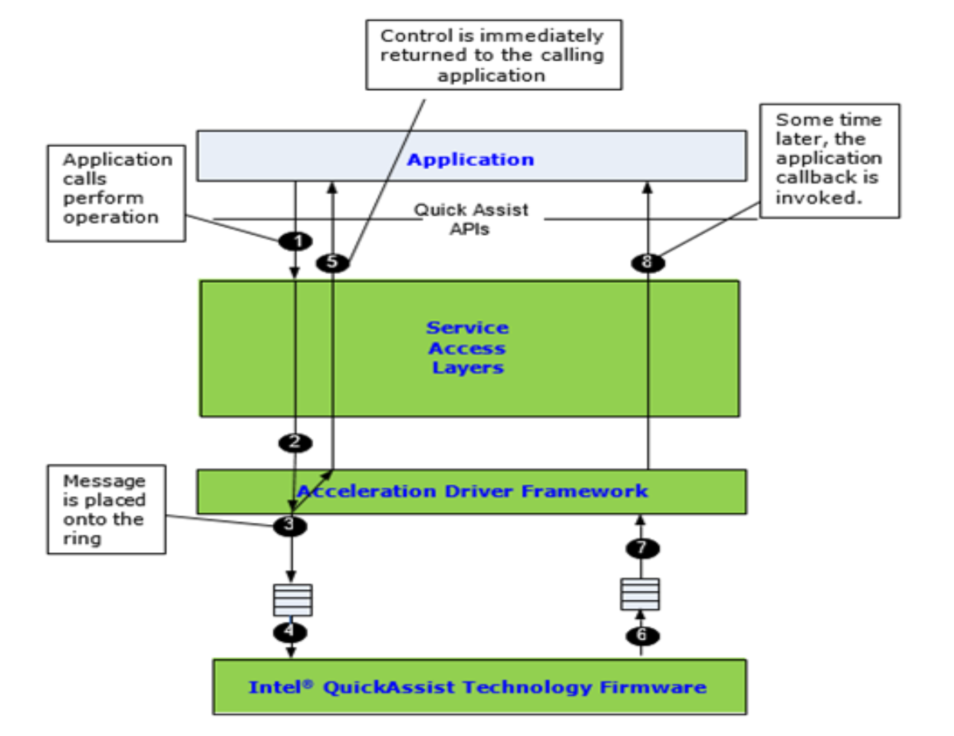 Control is immediately
returned to the calling
application
Some time
later, the
application
callback is
invoked.
Application
Application
calls
perform
operation
Quick Assist
APIs
1
5
8
Service
Access
Layers
2
Message
is placed
onto the
ring
Acceleration Driver Framework
3
7
4
6
Intel® QuickAssist Technology Firmware